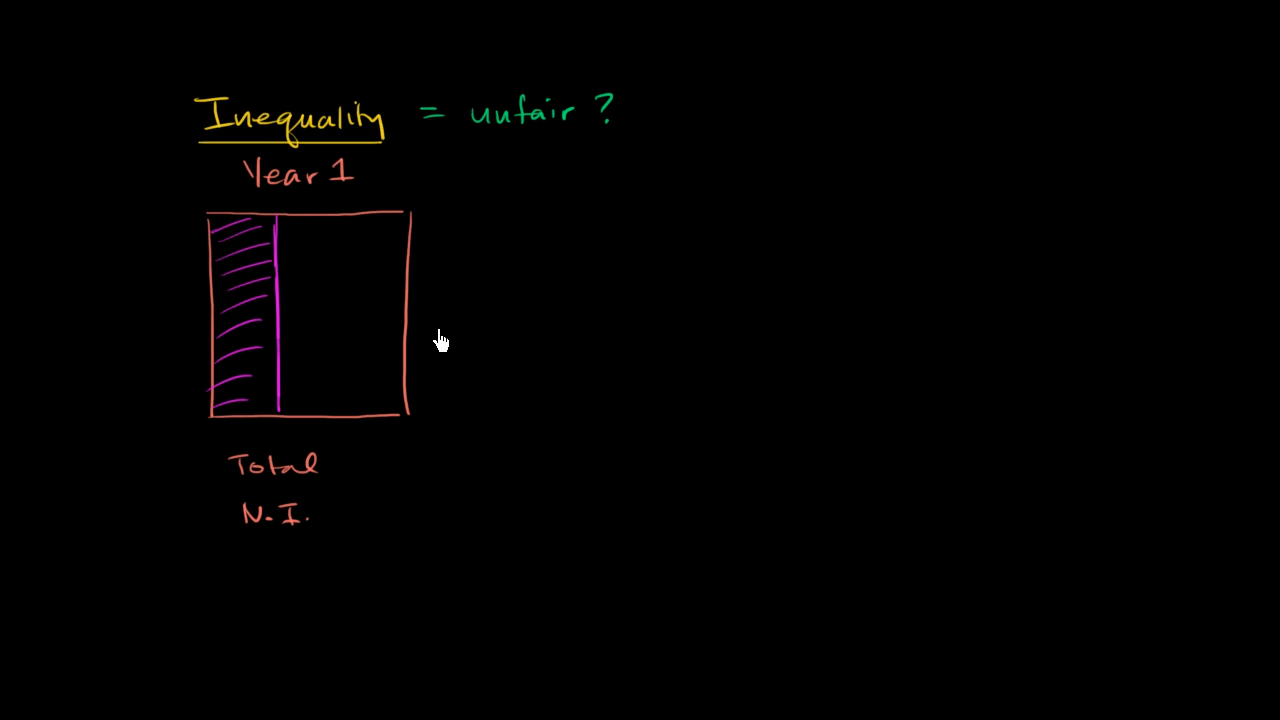 Inequality = unfair ?
Year 1
Total
N.I.